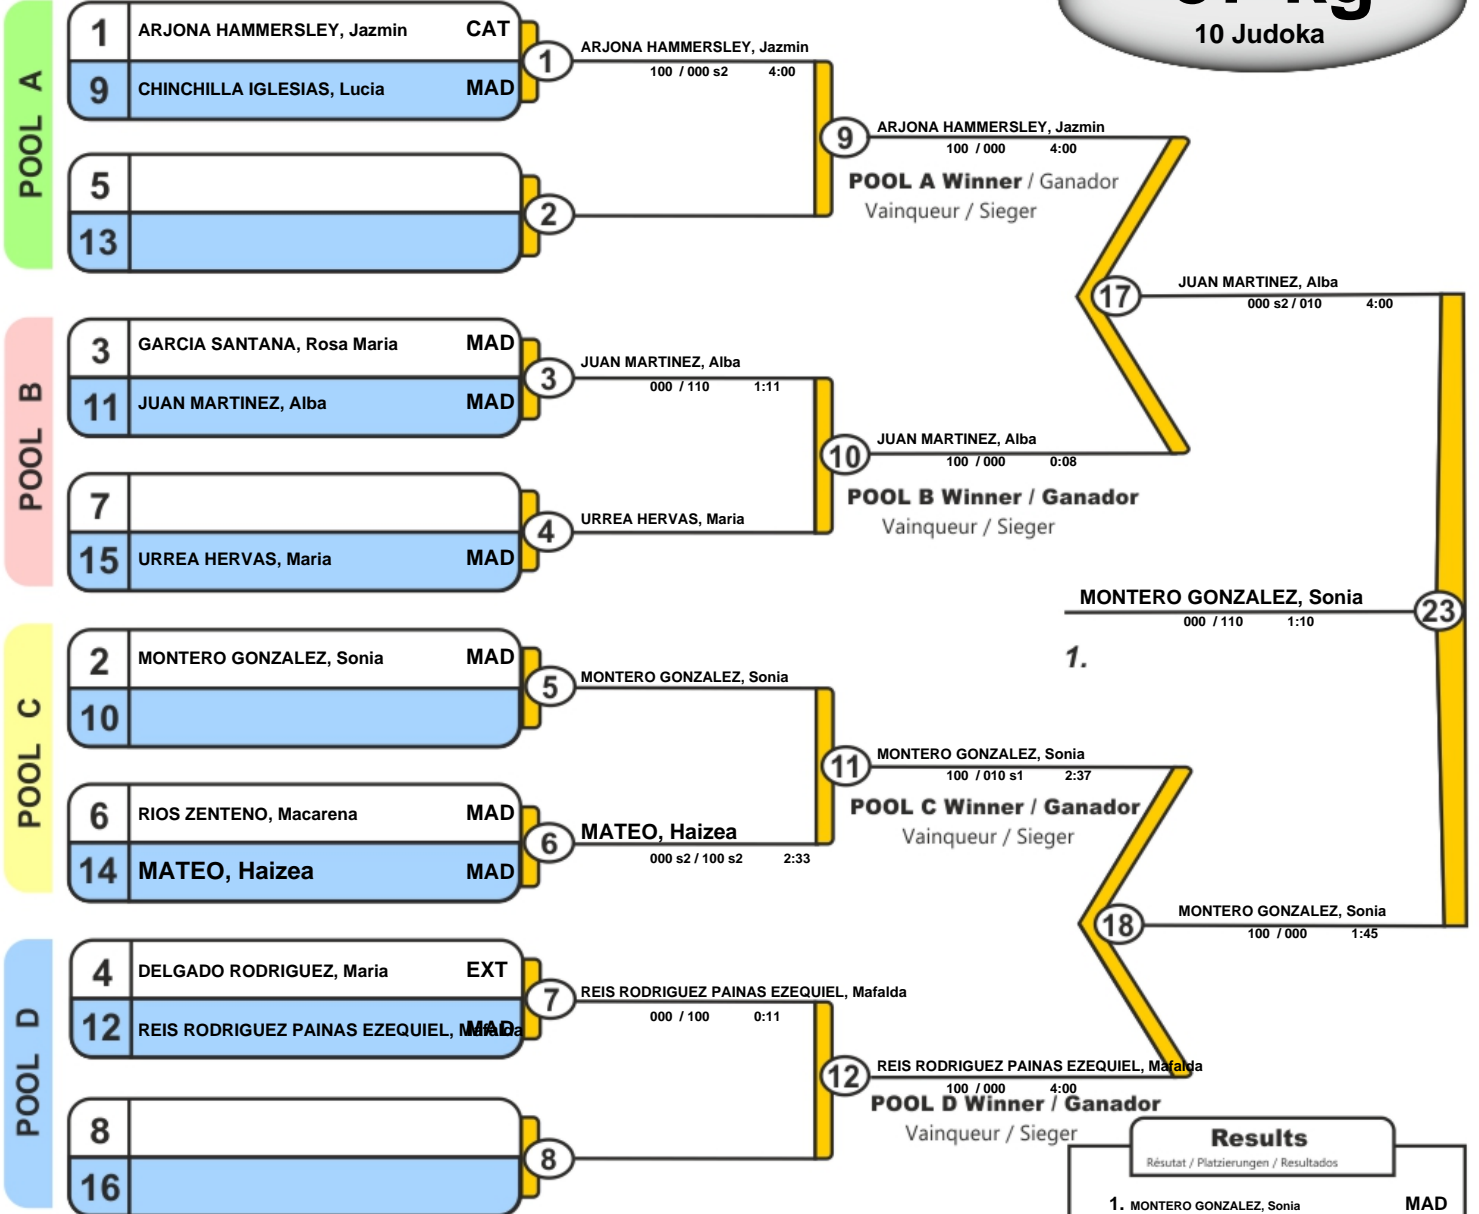 10 Judoka
POOL A
1 ARJONA HAMMERSLEY, Jazmin CAT
9 CHINCHILLA IGLESIAS, Lucia MAD
1
ARJONA HAMMERSLEY, Jazmin
100 / 000 s2 4:00
5
13
2
9
ARJONA HAMMERSLEY, Jazmin
100 / 000 4:00
POOL A Winner / Ganador
Vainqueur / Sieger
POOL B
3 GARCIA SANTANA, Rosa Maria MAD
11 JUAN MARTINEZ, Alba MAD
3
JUAN MARTINEZ, Alba
000 / 110 1:11
7
15 URREA HERVAS, Maria MAD
4
URREA HERVAS, Maria
10
JUAN MARTINEZ, Alba
100 / 000 0:08
POOL B Winner / Ganador
Vainqueur / Sieger
17
JUAN MARTINEZ, Alba
000 s2 / 010 4:00
POOL C
2 MONTERO GONZALEZ, Sonia MAD
10
5
MONTERO GONZALEZ, Sonia
6 RIOS ZENTENO, Macarena MAD
14 MATEO, Haizea MAD
6
MATEO, Haizea
000 s2 / 100 s2 2:33
11
MONTERO GONZALEZ, Sonia
100 / 010 s1 2:37
POOL C Winner / Ganador
Vainqueur / Sieger
POOL D
4 DELGADO RODRIGUEZ, Maria EXT
12 REIS RODRIGUEZ PAINAS EZEQUIEL, Mafalda MAD
7
REIS RODRIGUEZ PAINAS EZEQUIEL, Mafalda
000 / 100 0:11
8
16
8
12
REIS RODRIGUEZ PAINAS EZEQUIEL, Mafalda
100 / 000 4:00
POOL D Winner / Ganador
Vainqueur / Sieger
18
MONTERO GONZALEZ, Sonia
100 / 000 1:45
23
MONTERO GONZALEZ, Sonia
000 / 110 1:10
1.
Results
Résutat / Platzierungen / Resultados
1. MONTERO GONZALEZ, Sonia MAD